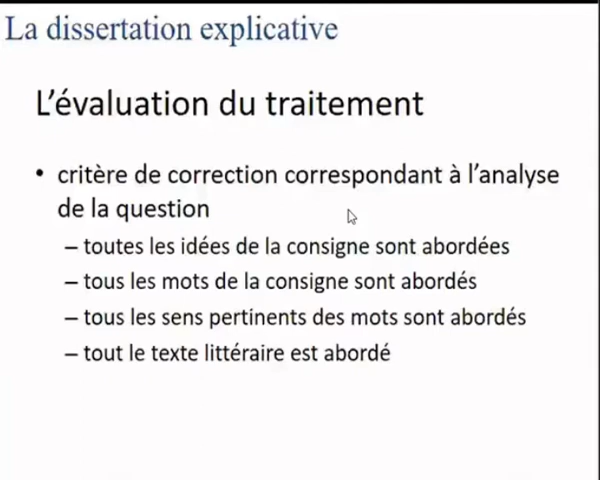 La dissertation explicative
L'évaluation du traitement
• critère de correction correspondant à l'analyse
de la question
– toutes les idées de la consigne sont abordées
– tous les mots de la consigne sont abordés
– tous les sens pertinents des mots sont abordés
– tout le texte littéraire est abordé